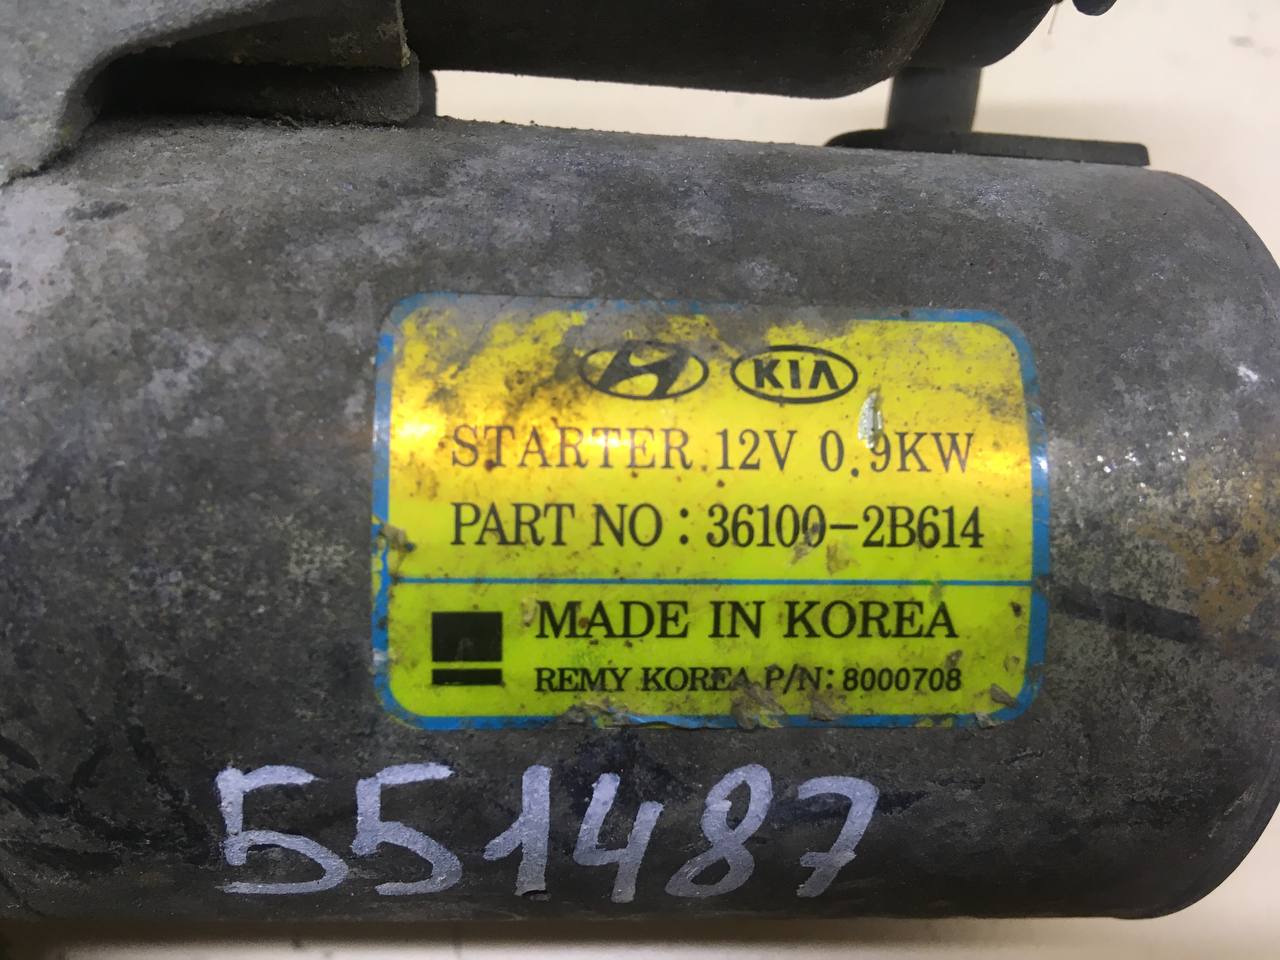 KIA
STARTER 12V 0.9KW
PART NO : 36100-2B614
MADE IN KOREA
REMY KOREA P/N: 8000708
551487